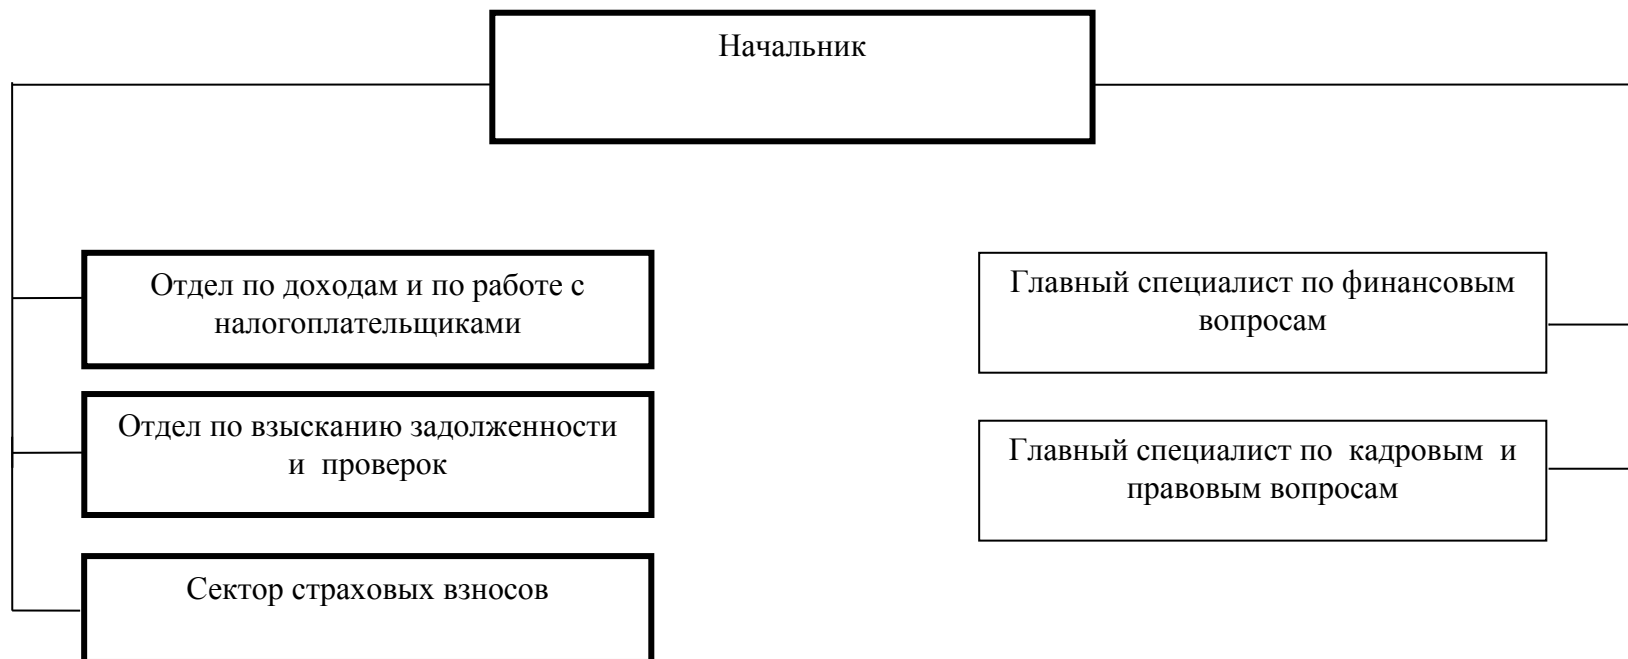 Начальник
Отдел по доходам и по работе с
налогоплательщиками
Отдел по взысканию задолженности
и проверок
Сектор страховых взносов
Главный специалист по финансовым
вопросам
Главный специалист по кадровым и
правовым вопросам